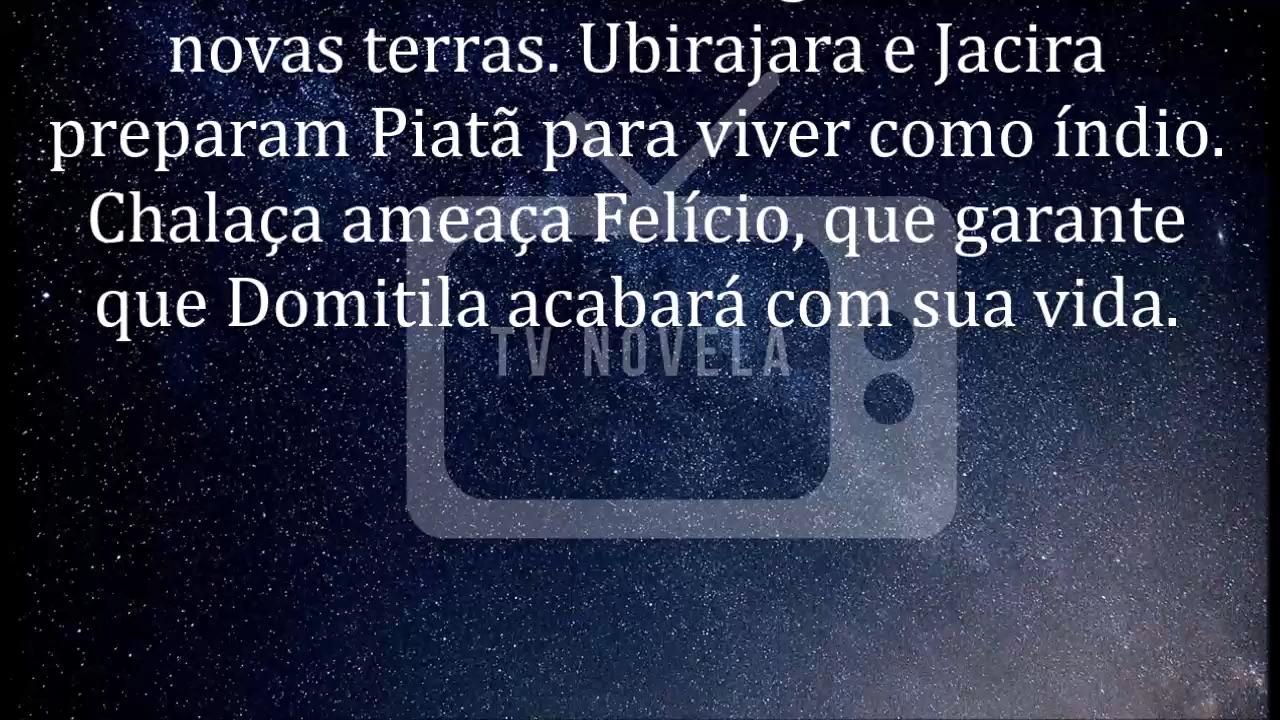 novas terras. Ubirajara e Jacira
preparam Piatã para viver como índio.
Chalaça ameaça Felício, que garante
que Domitila acabará com sua vida.
TV NOVELA